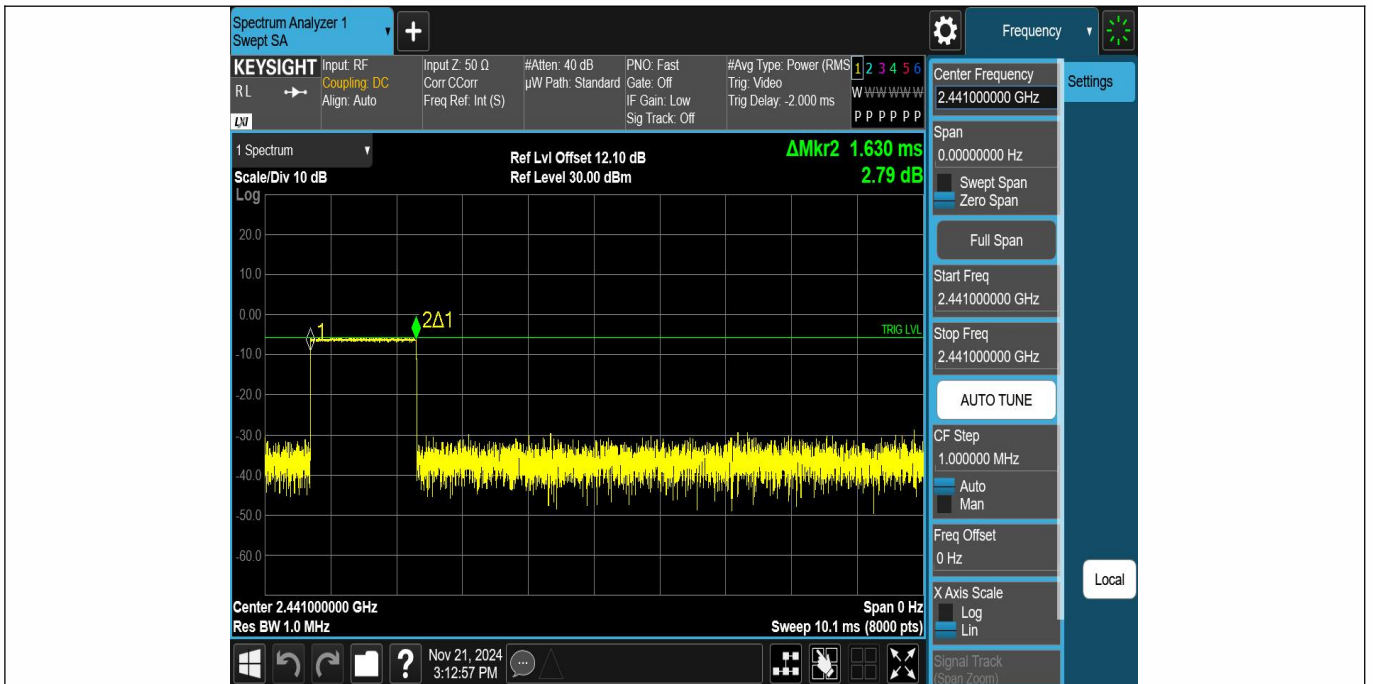 Spectrum Analyzer 1
Swept SA
+
Frequency
KEYSIGHT
RL
LXI
Input: RF
Coupling: DC
Align: Auto
Input Z: 50 Ω
Corr CCorr
Freq Ref: Int (S)
#Atten: 40 dB
µW Path: Standard
PNO: Fast
Gate: Off
IF Gain: Low
Sig Track: Off
#Avg Type: Power (RMS
Trig: Video
Trig Delay: -2.000 ms
1 2 3 4 5 6
W W W W W W
P P P P P P
1 Spectrum
Scale/Div 10 dB
Log
Ref Lvl Offset 12.10 dB
Ref Level 30.00 dBm
ΔMkr2 1.630 ms
2.79 dB
20.0
10.0
0.00
-10.0
-20.0
-30.0
-40.0
-50.0
-60.0
1
2Δ1
TRIG LVL
Center 2.441000000 GHz
Res BW 1.0 MHz
Span 0 Hz
Sweep 10.1 ms (8000 pts)
Center Frequency
2.441000000 GHz
Settings
Span
0.00000000 Hz
Swept Span
Zero Span
Full Span
Start Freq
2.441000000 GHz
Stop Freq
2.441000000 GHz
AUTO TUNE
CF Step
1.000000 MHz
Auto
Man
Freq Offset
0 Hz
X Axis Scale
Log
Lin
Signal Track
(Span Zoom)
Local
?
Nov 21, 2024
3:12:57 PM